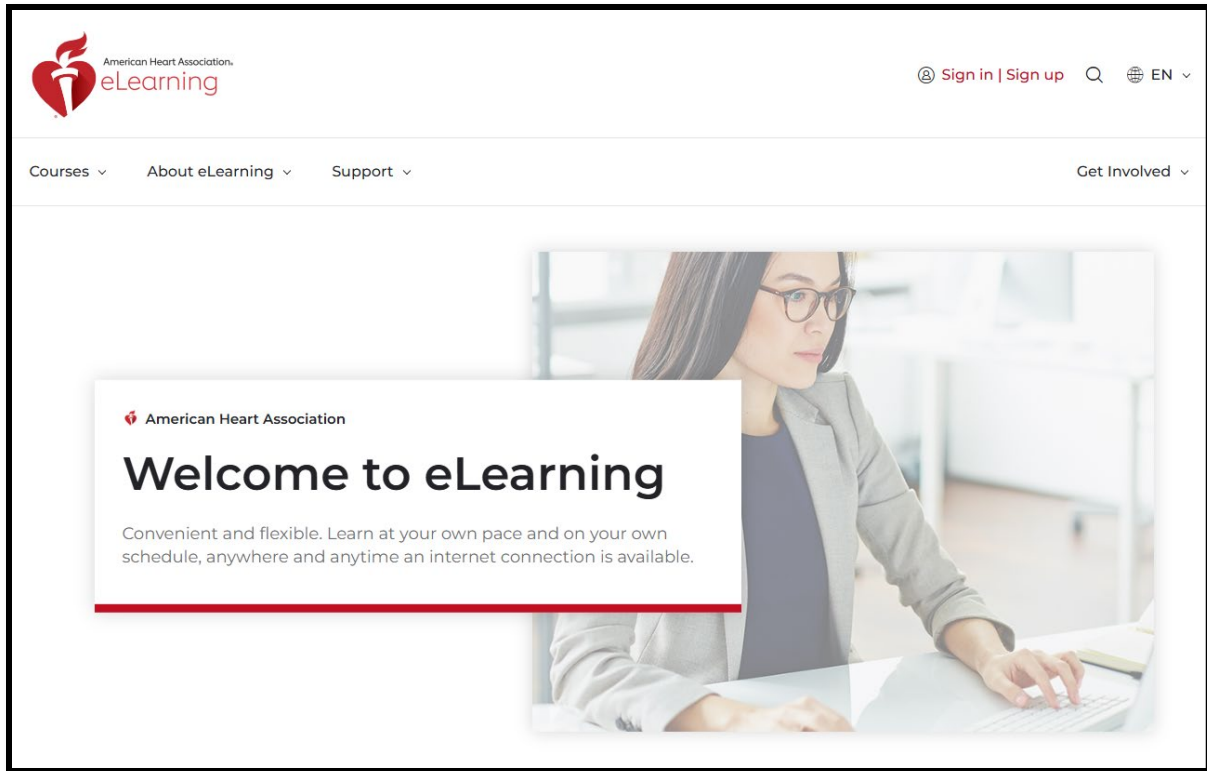 American Heart Association.
eLearning
Sign in | Sign up
EN
Courses
About eLearning
Support
Get Involved
American Heart Association
Welcome to eLearning
Convenient and flexible. Learn at your own pace and on your own
schedule, anywhere and anytime an internet connection is available.